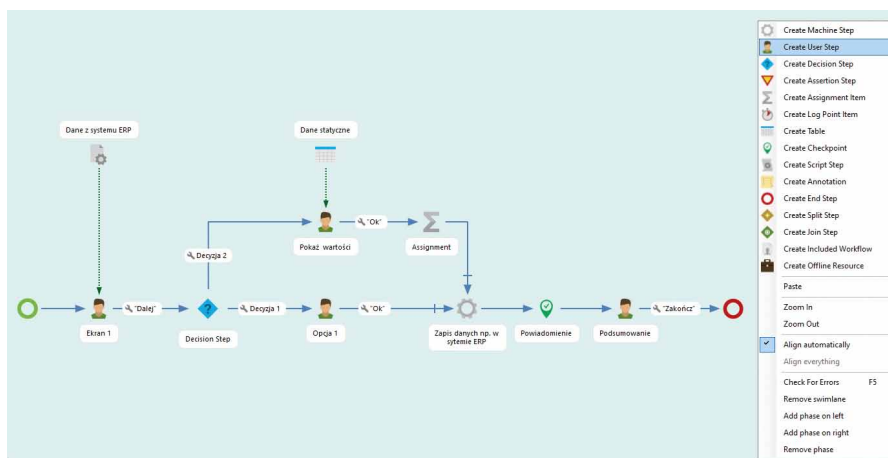 Dane z systemu ERP
Dane statyczne
"Ok"
Pokaż wartości
Assignment
Decyzja 2
"Dalej"
Decyzja 1
"Ok"
"Zakończ"
Ekran 1
Decision Step
Opcja 1
Zapis danych np. w
sytemie ERP
Powiadomienie
Podsumowanie
Create Machine Step
Create User Step
Create Decision Step
Create Assertion Step
Create Assignment Item
Create Log Point Item
Create Table
Create Checkpoint
Create Script Step
Create Annotation
Create End Step
Create Split Step
Create Join Step
Create Included Workflow
Create Offline Resource
Paste
Zoom In
Zoom Out
Align automatically
Align everything
Check For Errors F5
Remove swimlane
Add phase on left
Add phase on right
Remove phase